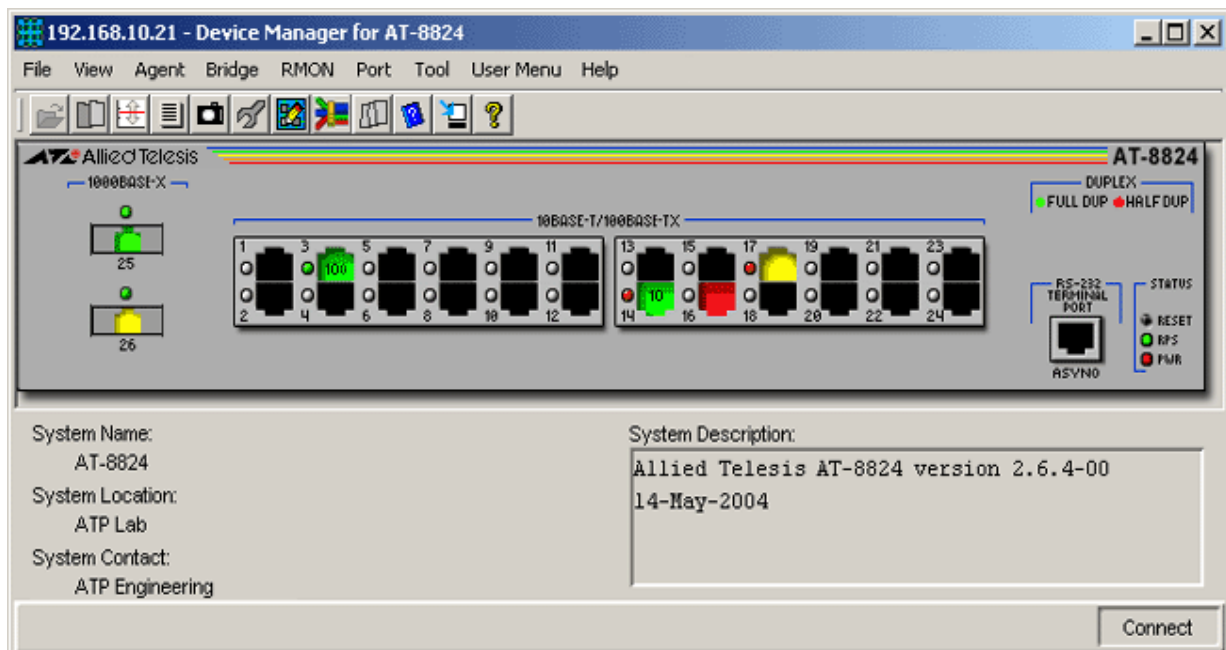 192.168.10.21 - Device Manager for AT-8824
File View Agent Bridge RMON Port Tool User Menu Help
Allied Telesis
AT-8824
1000BASE-X
DUPLEX
FULL DUP HALF DUP
10BASE-T/100BASE-TX
1 3 5 7 9 11 13 15 17 19 21 23
100
10
25
2 4 6 8 10 12 14 16 18 20 22 24
26
RS-232
TERMINAL
PORT
ASYN0
STATUS
RESET
RPS
PWR
System Name:
AT-8824
System Location:
ATP Lab
System Contact:
ATP Engineering
System Description:
Allied Telesis AT-8824 version 2.6.4-00
14-May-2004
Connect